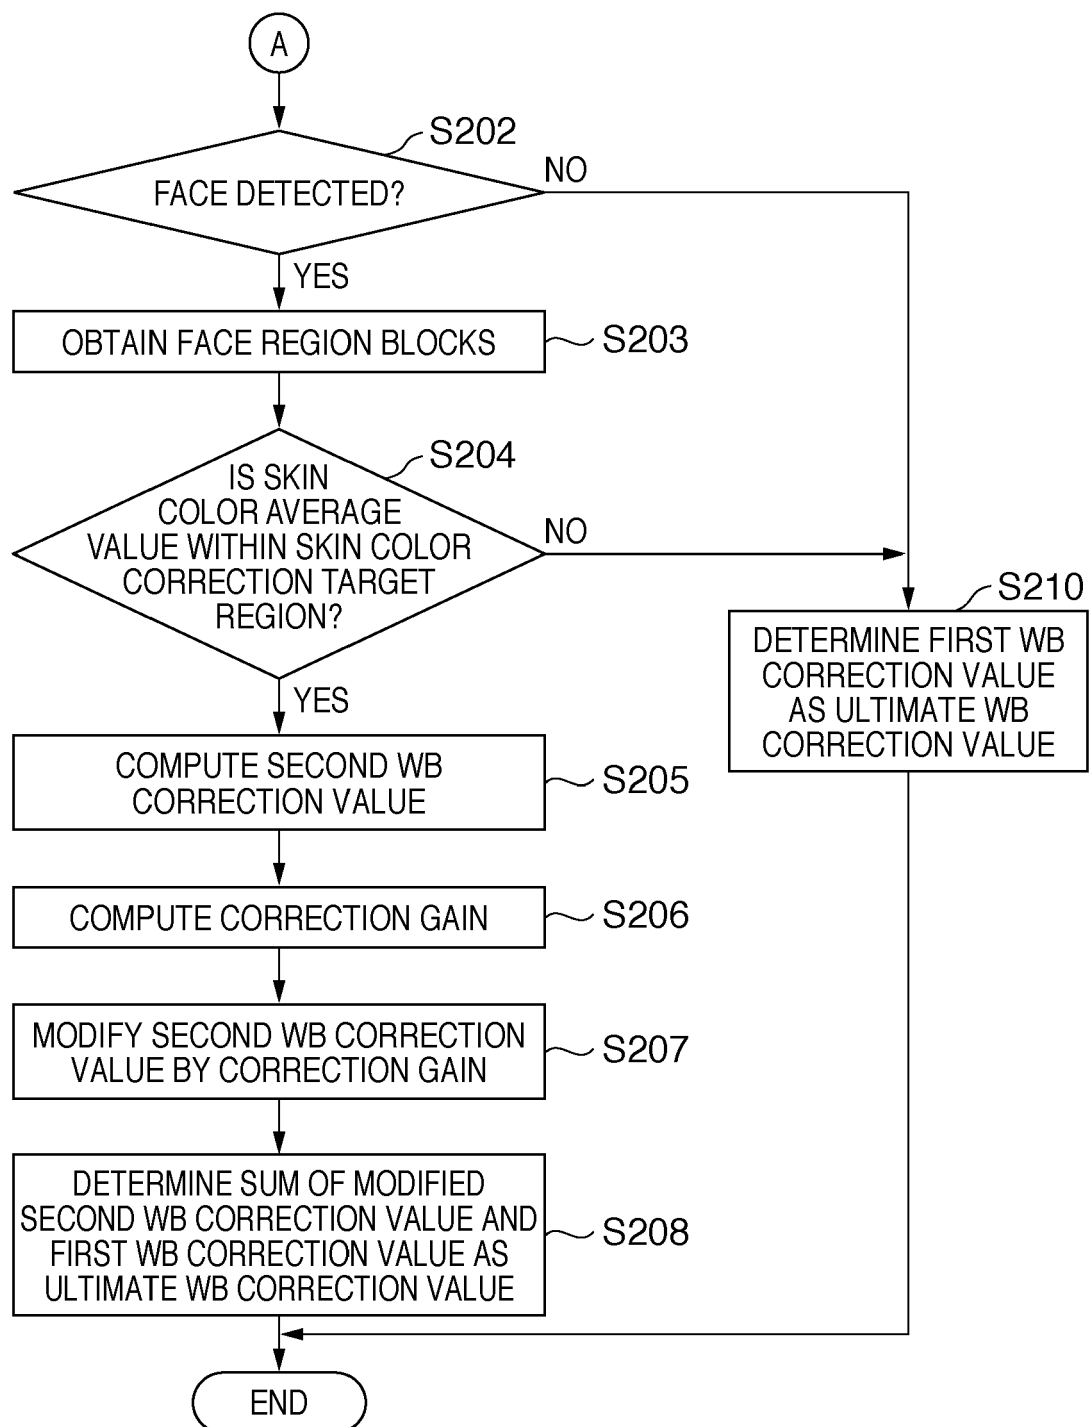 A
S202
FACE DETECTED?
NO
YES
OBTAIN FACE REGION BLOCKS
S203
S204
IS SKIN
COLOR AVERAGE
VALUE WITHIN SKIN COLOR
CORRECTION TARGET
REGION?
NO
YES
S210
DETERMINE FIRST WB
CORRECTION VALUE
AS ULTIMATE WB
CORRECTION VALUE
COMPUTE SECOND WB
CORRECTION VALUE
S205
COMPUTE CORRECTION GAIN
S206
MODIFY SECOND WB CORRECTION
VALUE BY CORRECTION GAIN
S207
DETERMINE SUM OF MODIFIED
SECOND WB CORRECTION VALUE AND
FIRST WB CORRECTION VALUE AS
ULTIMATE WB CORRECTION VALUE
S208
END